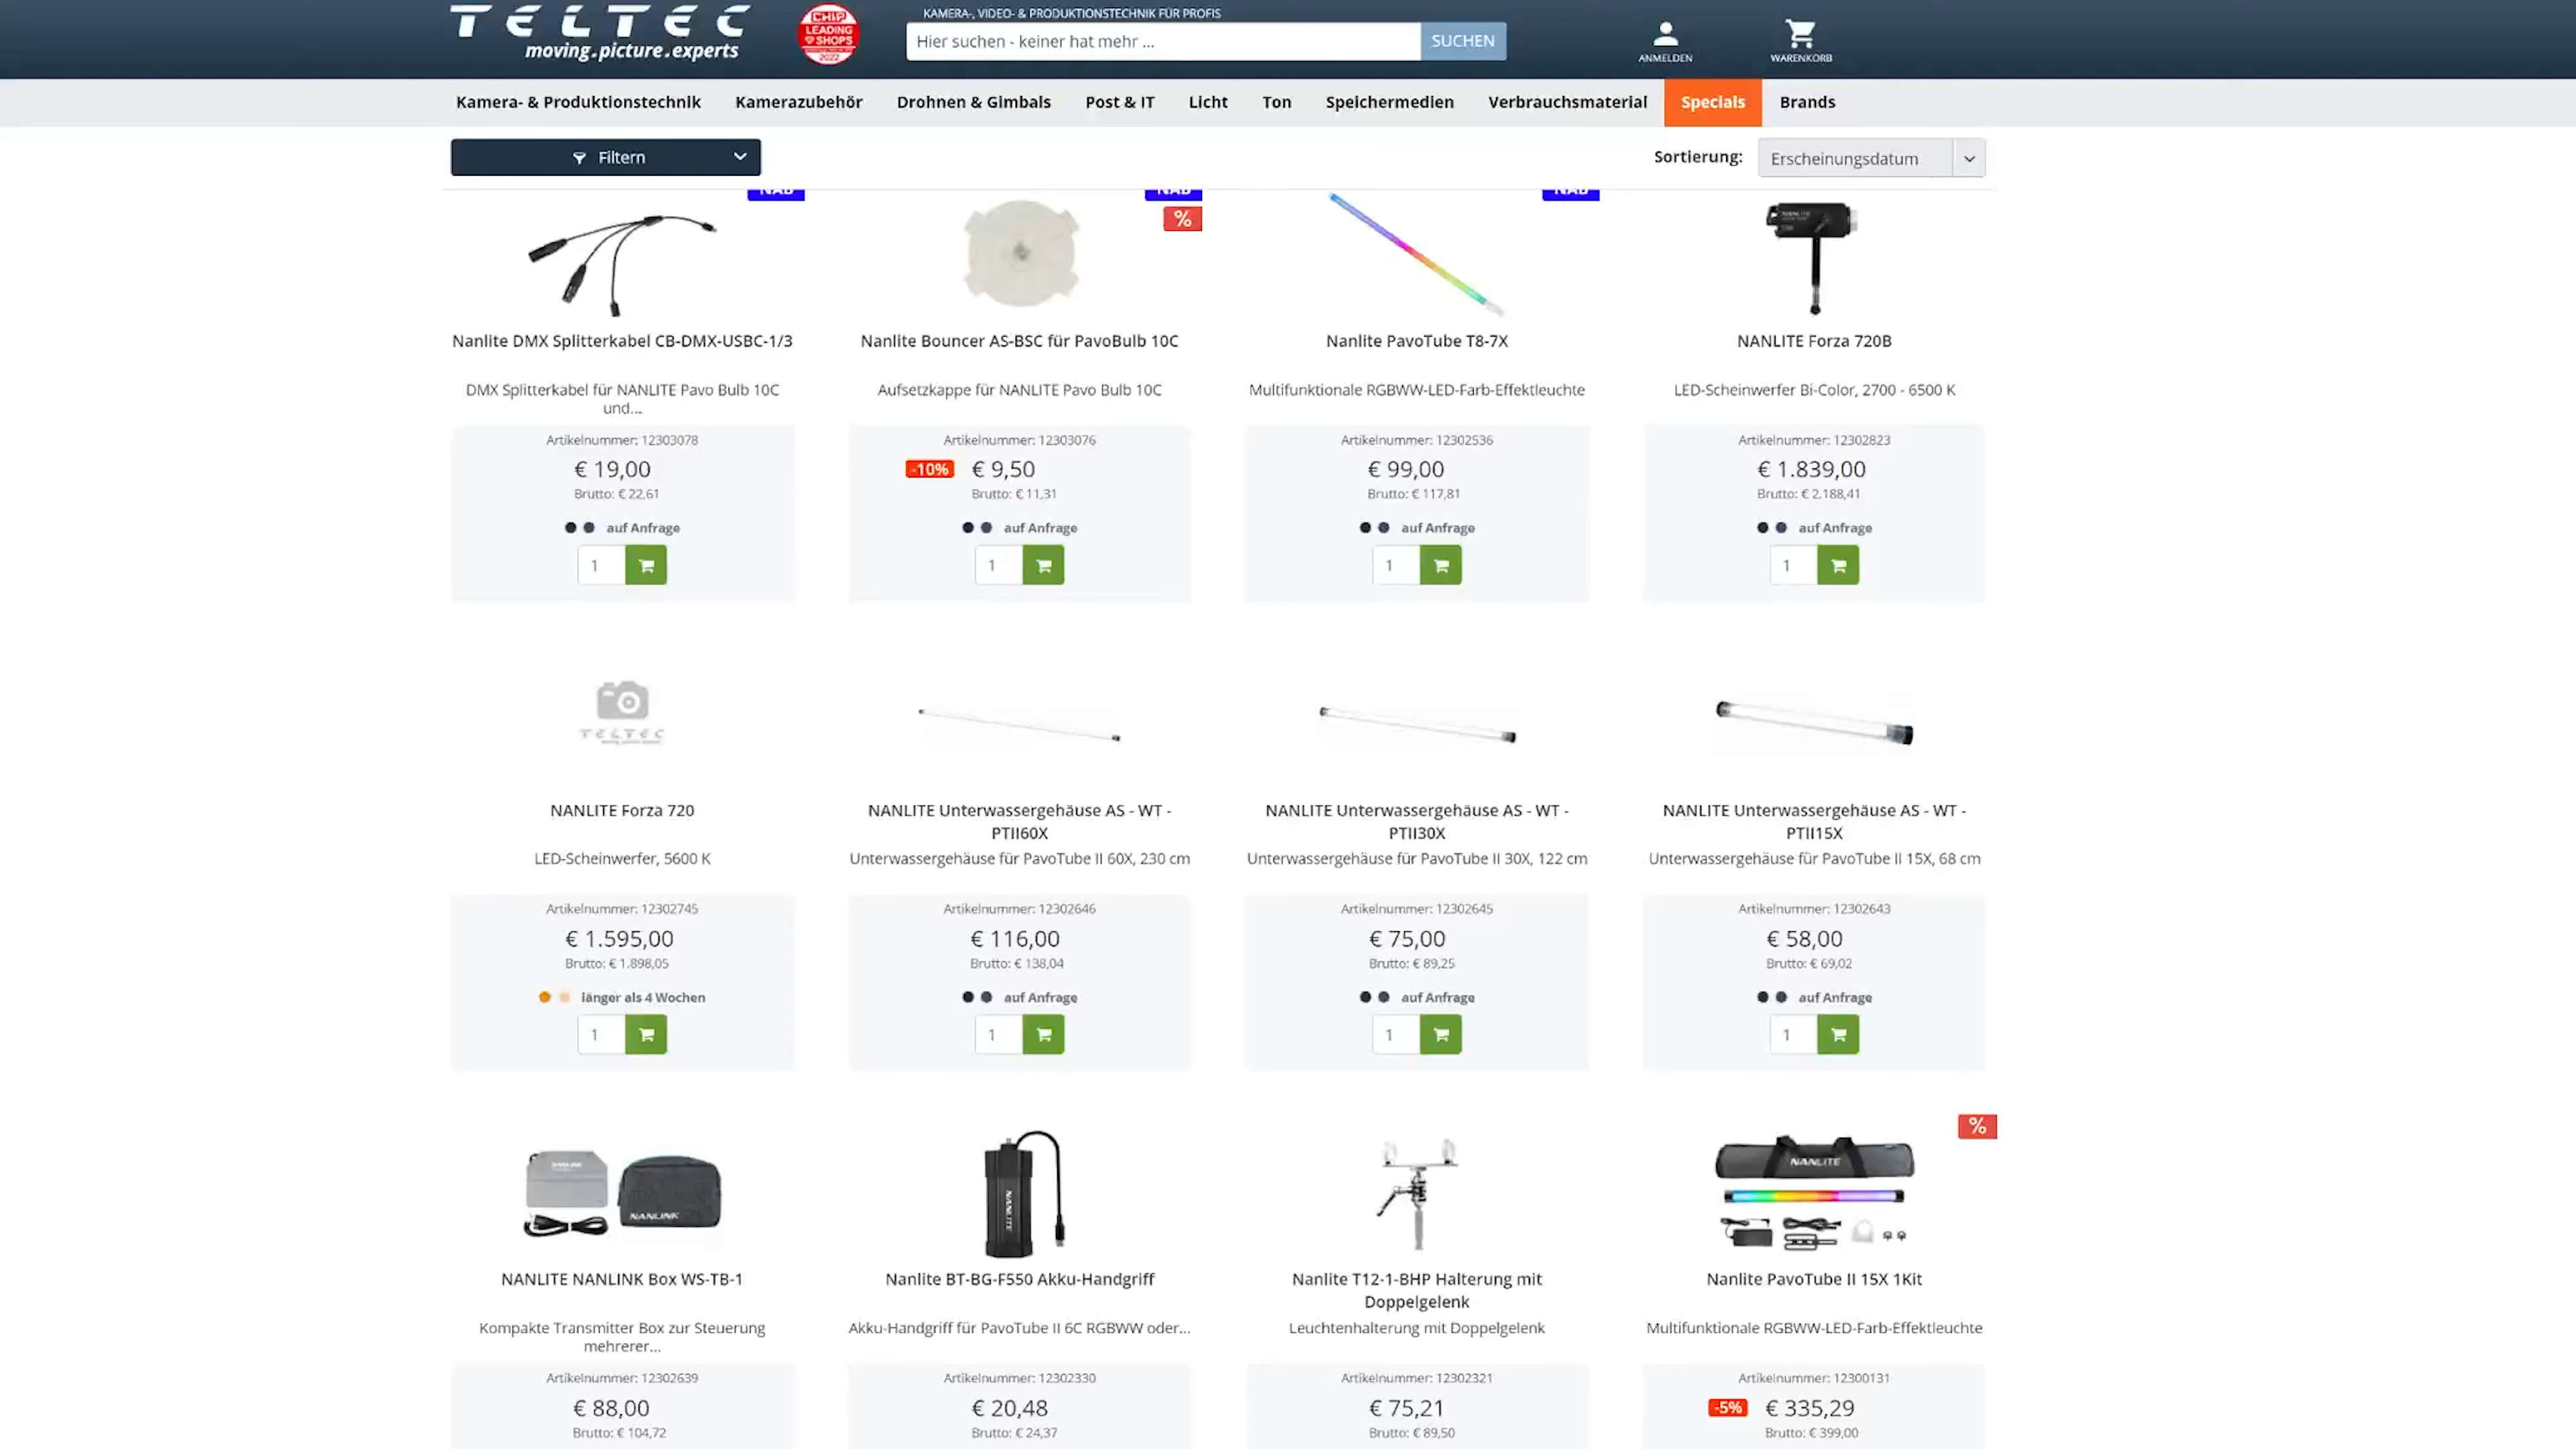 TELTEC
moving.picture.experts
CHIP
LEADING
SHOPS
2022
KAMERA-, VIDEO- & PRODUKTIONSTECHNIK FÜR PROFIS
Hier suchen - keiner hat mehr ...
SUCHEN
ANMELDEN
WARENKORB
Kamera- & Produktionstechnik Kamerazubehör Drohnen & Gimbals Post & IT Licht Ton Speichermedien Verbrauchsmaterial Specials Brands
Filtern
Sortierung: Erscheinungsdatum
NAB NAB NAB
%
NANLITE
Nanlite DMX Splitterkabel CB-DMX-USBC-1/3
DMX Splitterkabel für NANLITE Pavo Bulb 10C
und...
Artikelnummer: 12303078
€ 19,00
Brutto: € 22,61
auf Anfrage
1
Nanlite Bouncer AS-BSC für PavoBulb 10C
Aufsetzkappe für NANLITE Pavo Bulb 10C
Artikelnummer: 12303076
-10% € 9,50
Brutto: € 11,31
auf Anfrage
1
Nanlite PavoTube T8-7X
Multifunktionale RGBWW-LED-Farb-Effektleuchte
Artikelnummer: 12302536
€ 99,00
Brutto: € 117,81
auf Anfrage
1
NANLITE Forza 720B
LED-Scheinwerfer Bi-Color, 2700 - 6500 K
Artikelnummer: 12302823
€ 1.839,00
Brutto: € 2.188,41
auf Anfrage
1
TELTEC
NANLITE Forza 720
LED-Scheinwerfer, 5600 K
Artikelnummer: 12302745
€ 1.595,00
Brutto: € 1.898,05
länger als 4 Wochen
1
NANLITE Unterwassergehäuse AS - WT -
PTII60X
Unterwassergehäuse für PavoTube II 60X, 230 cm
Artikelnummer: 12302646
€ 116,00
Brutto: € 138,04
auf Anfrage
1
NANLITE Unterwassergehäuse AS - WT -
PTII30X
Unterwassergehäuse für PavoTube II 30X, 122 cm
Artikelnummer: 12302645
€ 75,00
Brutto: € 89,25
auf Anfrage
1
NANLITE Unterwassergehäuse AS - WT -
PTII15X
Unterwassergehäuse für PavoTube II 15X, 68 cm
Artikelnummer: 12302643
€ 58,00
Brutto: € 69,02
auf Anfrage
1
NANLINK
NANLITE NANLINK Box WS-TB-1
Kompakte Transmitter Box zur Steuerung
mehrerer...
Artikelnummer: 12302639
€ 88,00
Brutto: € 104,72
NANLITE
Nanlite BT-BG-F550 Akku-Handgriff
Akku-Handgriff für PavoTube II 6C RGBWW oder...
Artikelnummer: 12302330
€ 20,48
Brutto: € 24,37
Nanlite T12-1-BHP Halterung mit
Doppelgelenk
Leuchtenhalterung mit Doppelgelenk
Artikelnummer: 12302321
€ 75,21
Brutto: € 89,50
%
NANLITE
Nanlite PavoTube II 15X 1Kit
Multifunktionale RGBWW-LED-Farb-Effektleuchte
Artikelnummer: 12300131
-5% € 335,29
Brutto: € 399,00